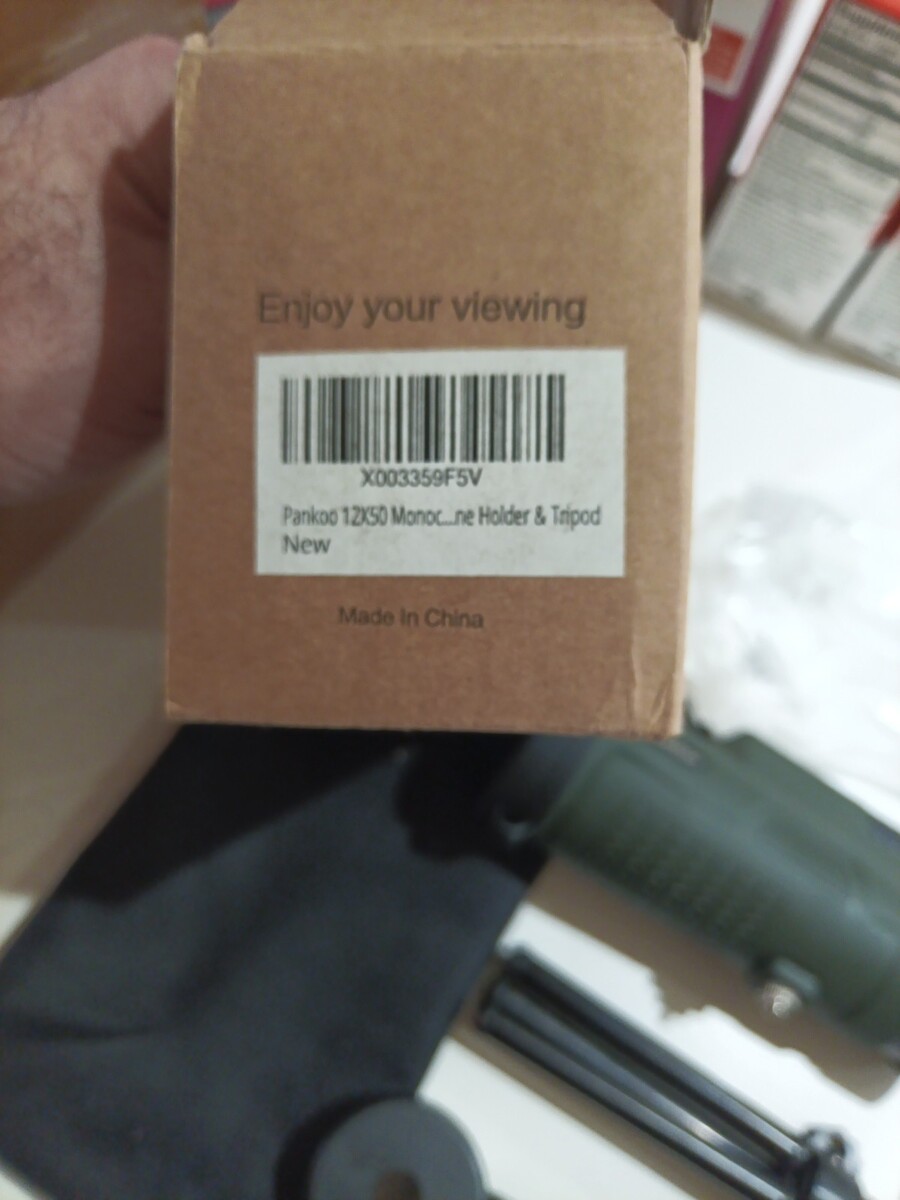 Enjoy your viewing
X003359F5V
Pankoo 12X50 Monoc...ne Holder & Tripod
New
Made in China